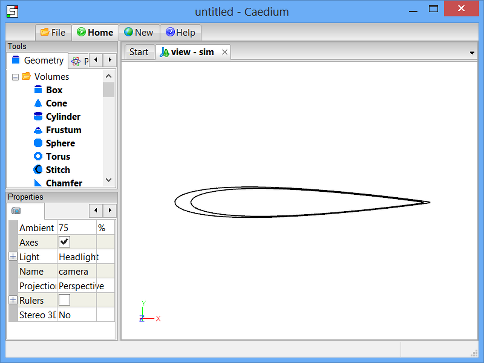 untitled - Caedium
File Home New Help
Tools
Geometry
Volumes
Box
Cone
Cylinder
Frustum
Sphere
Torus
Stitch
Chamfer
Properties
Ambient 75 %
Axes
Light Headlight
Name camera
Projection Perspective
Rulers
Stereo 3D No
Start view - sim
Y
Z X